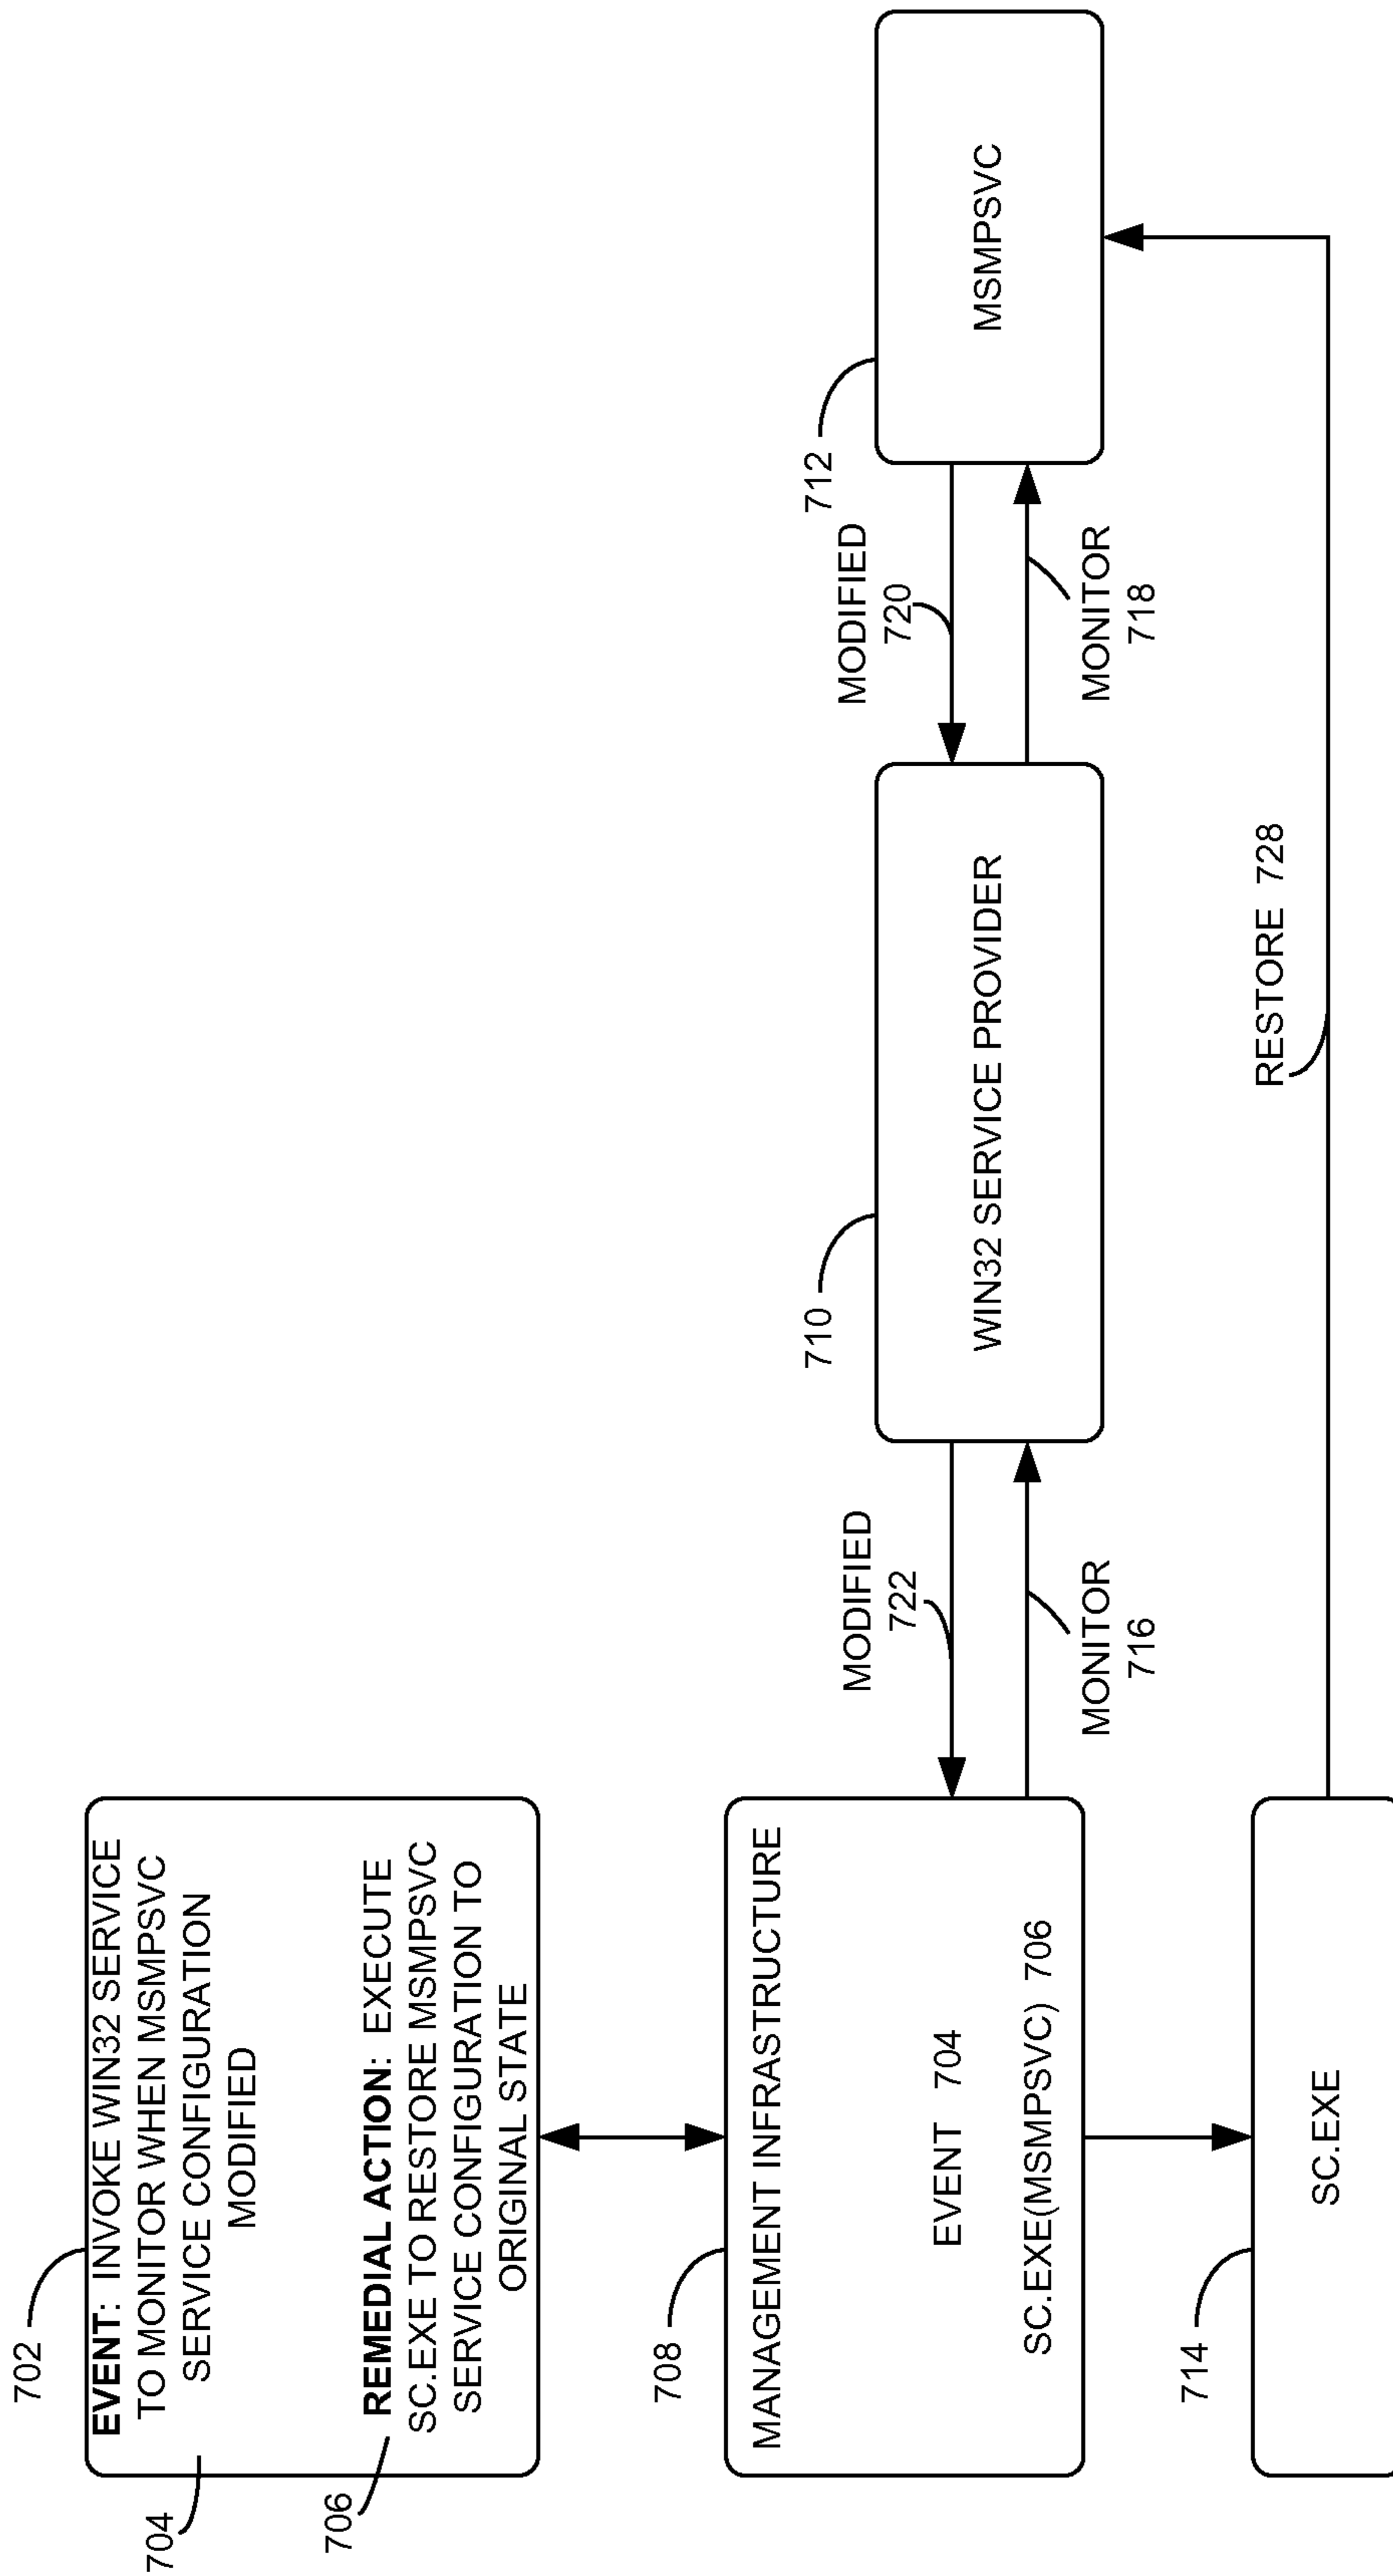 702
EVENT: INVOKE WIN32 SERVICE
TO MONITOR WHEN MSMPSVC
SERVICE CONFIGURATION
MODIFIED
704
REMEDIAL ACTION: EXECUTE
SC.EXE TO RESTORE MSMPSVC
SERVICE CONFIGURATION TO
ORIGINAL STATE
706
708
MANAGEMENT INFRASTRUCTURE
EVENT 704
SC.EXE(MSMPSVC) 706
MODIFIED
722
MONITOR
716
710
WIN32 SERVICE PROVIDER
MODIFIED
720
MONITOR
718
712
MSMPSVC
714
SC.EXE
RESTORE 728